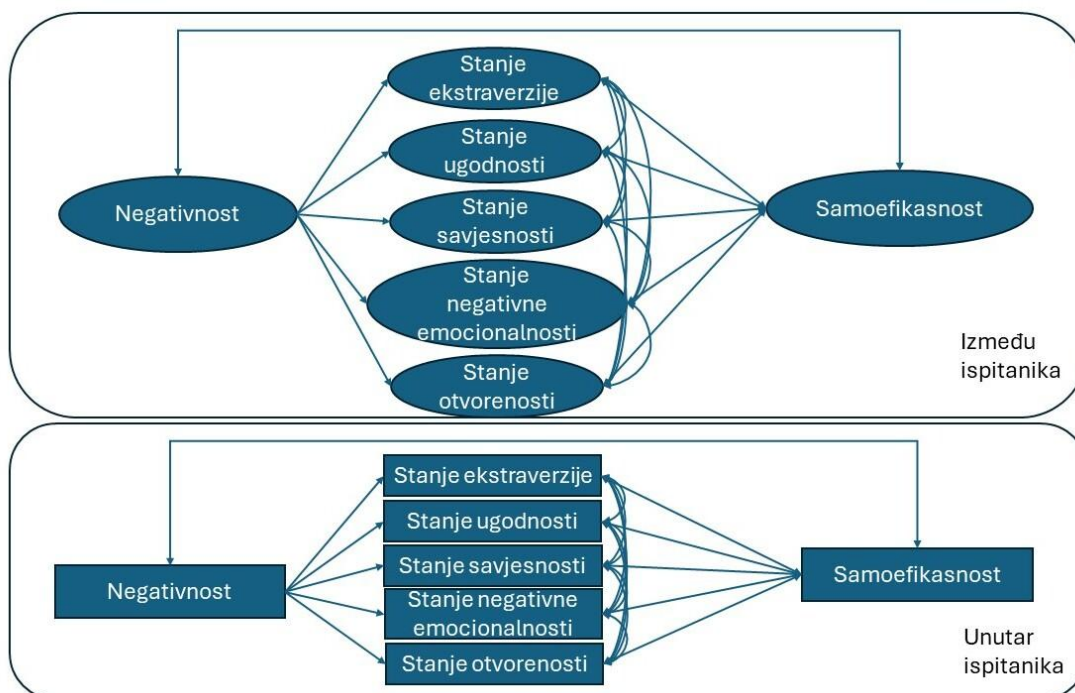 Stanje
ekstraverzije
Stanje
ugodnosti
Negativnost
Stanje
savjesnosti
Samoefikasnost
Stanje
negativne
emocionalnosti
Stanje
otvorenosti
Između
ispitanika
Stanje ekstraverzije
Stanje ugodnosti
Stanje savjesnosti
Negativnost
Samoefikasnost
Stanje negativne
emocionalnosti
Stanje otvorenosti
Unutar
ispitanika